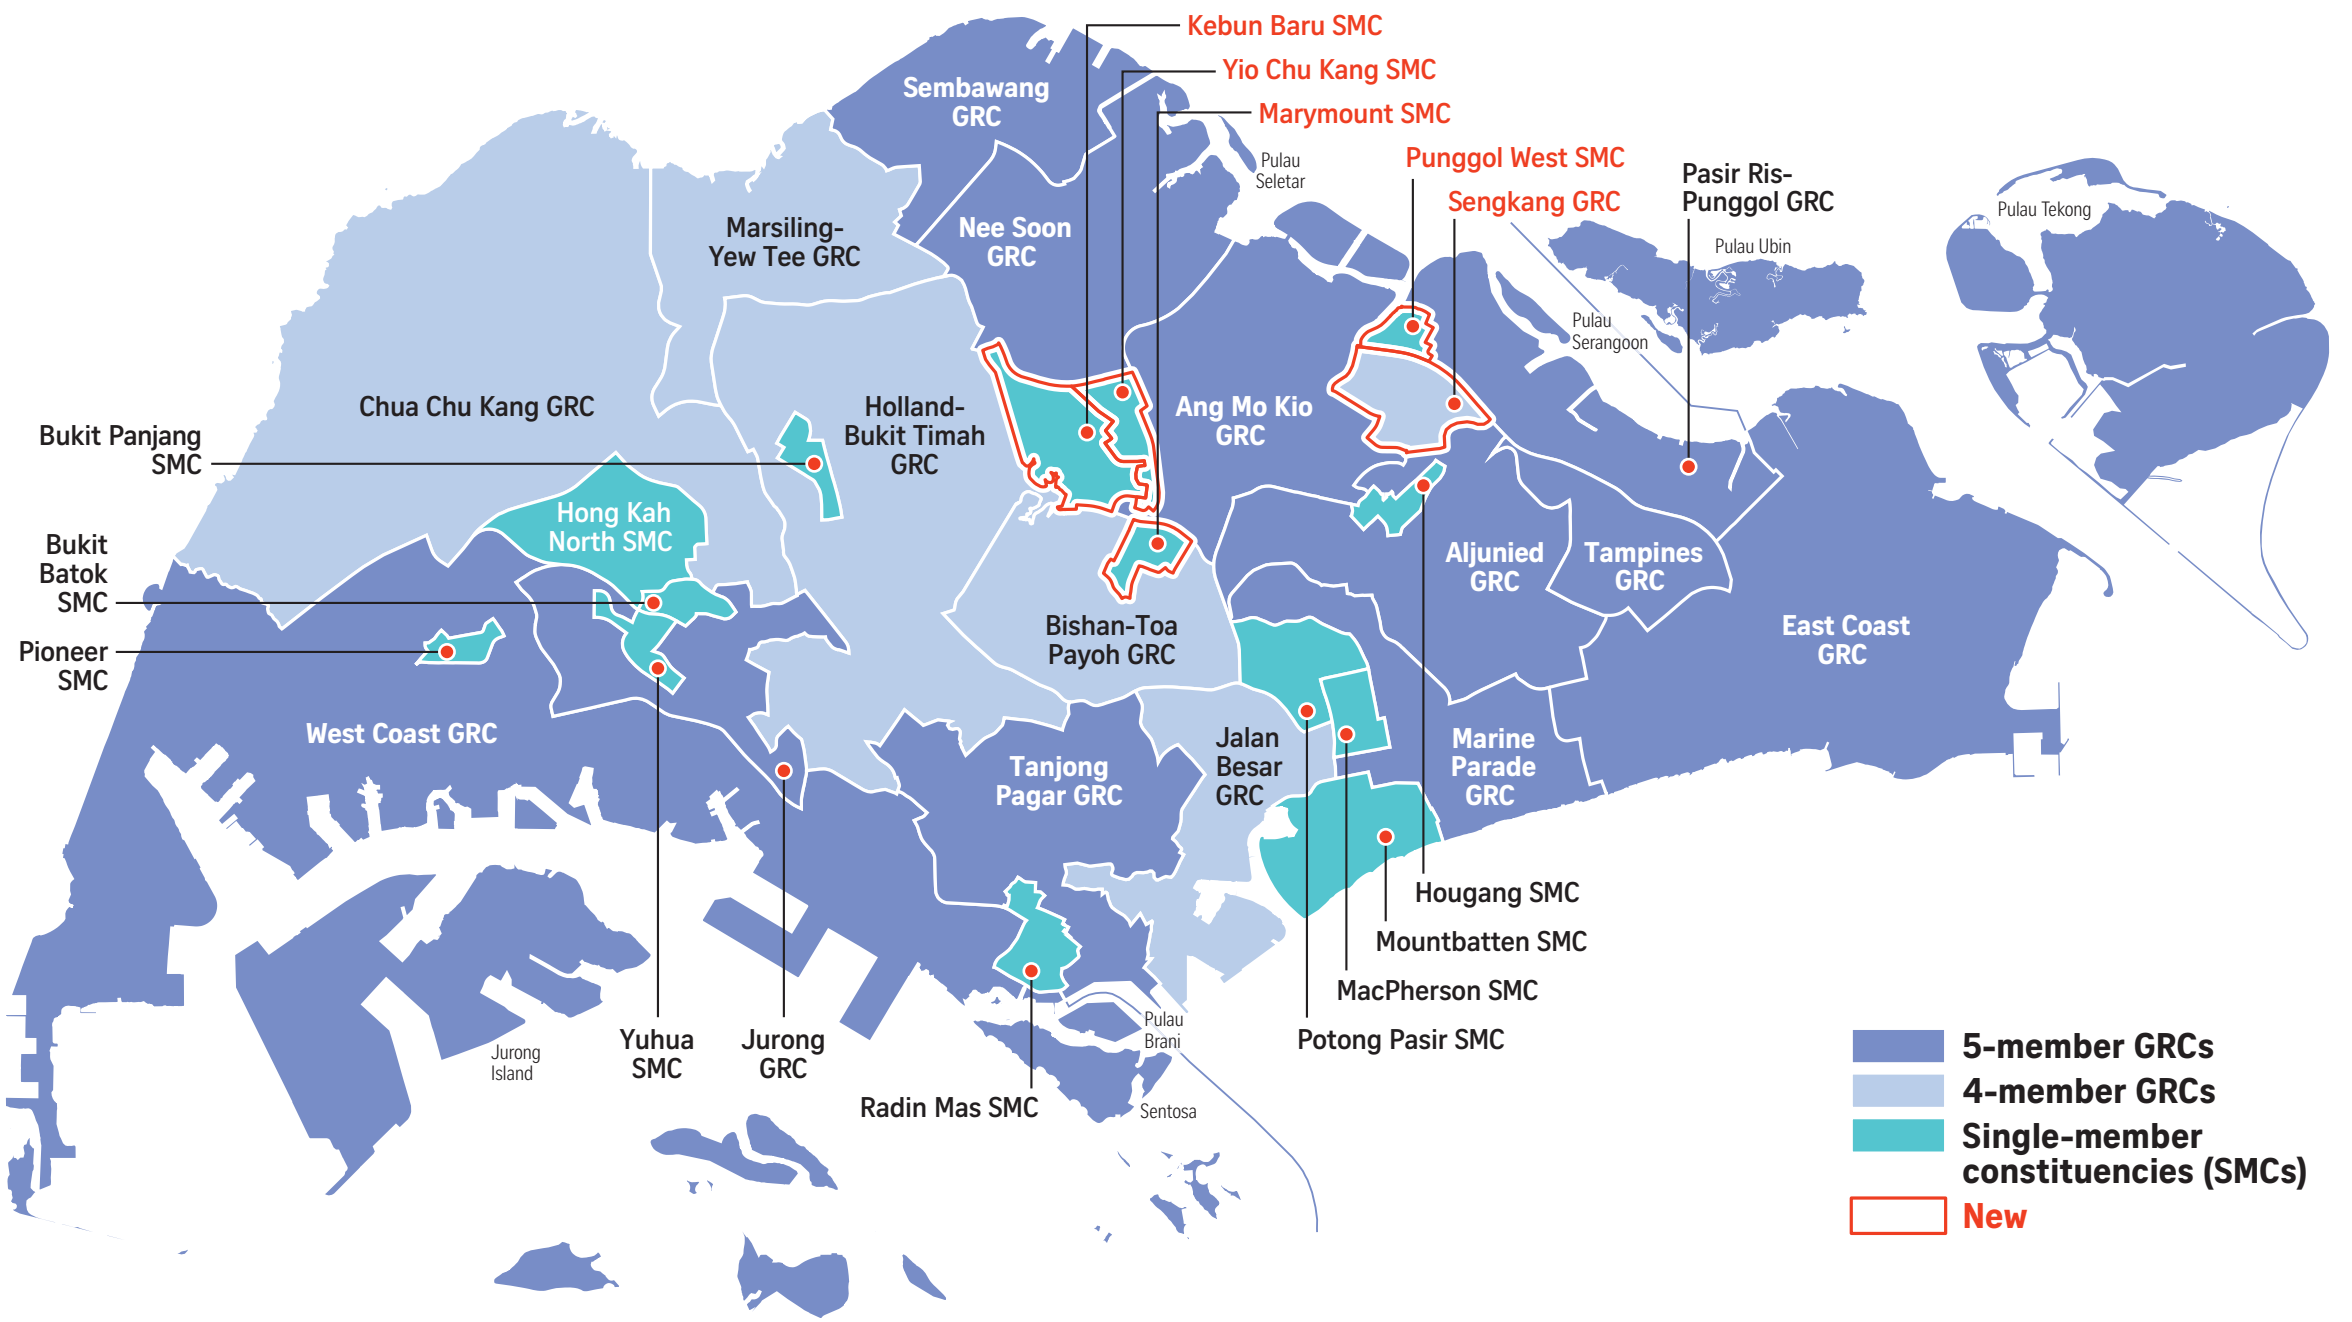 Kebun Baru SMC
Yio Chu Kang SMC
Marymount SMC
Sembawang
GRC
Pulau
Seletar
Punggol West SMC
Sengkang GRC
Pasir Ris-
Punggol GRC
Pulau Tekong
Pulau Ubin
Marsiling-
Yew Tee GRC
Nee Soon
GRC
Pulau
Serangoon
Chua Chu Kang GRC
Holland-
Bukit Timah
GRC
Ang Mo Kio
GRC
Bukit Panjang
SMC
Hong Kah
North SMC
Bukit
Batok
SMC
Aljunied
GRC
Tampines
GRC
East Coast
GRC
Bishan-Toa
Payoh GRC
Pioneer
SMC
West Coast GRC
Tanjong
Pagar GRC
Jalan
Besar
GRC
Marine
Parade
GRC
Hougang SMC
Mountbatten SMC
MacPherson SMC
Potong Pasir SMC
Yuhua
SMC
Jurong
GRC
Jurong
Island
Radin Mas SMC
Pulau
Brani
Sentosa
5-member GRCs
4-member GRCs
Single-member
constituencies (SMCs)
New